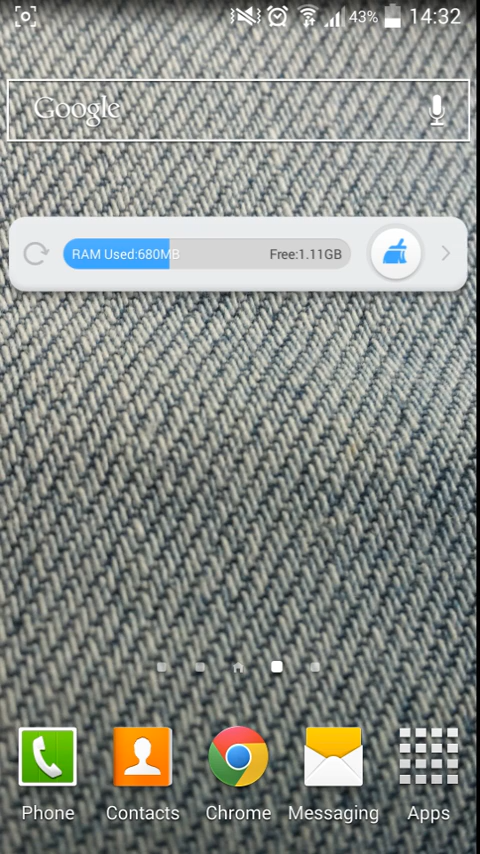 43% 14:32
Google
RAM Used:680MB Free:1.11GB
Phone Contacts Chrome Messaging Apps